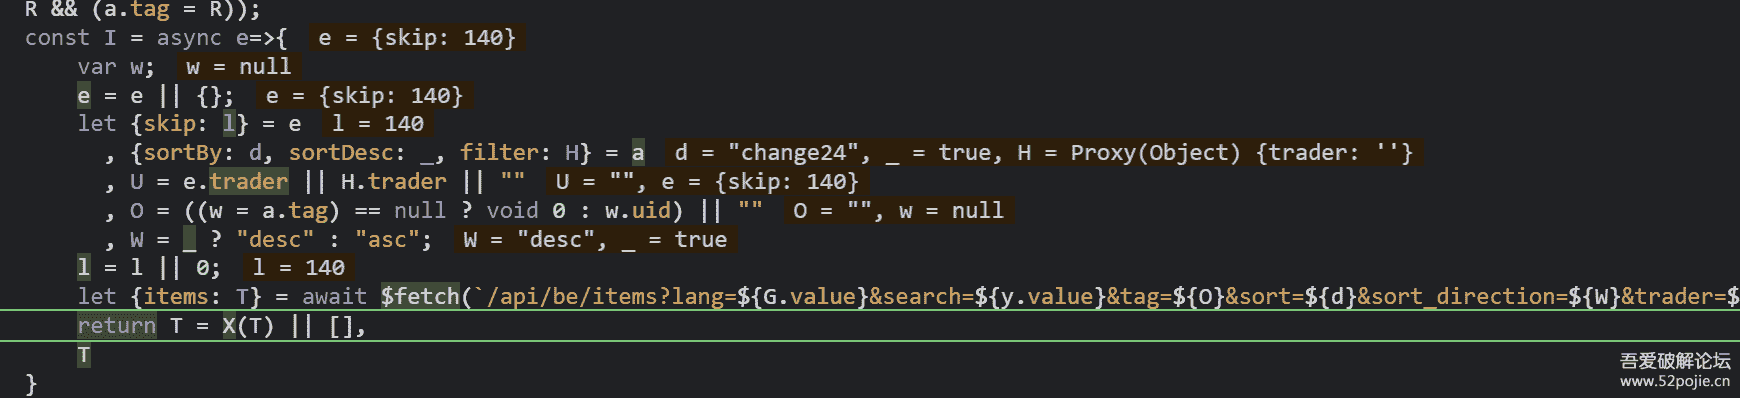 R && (a.tag = R));
const I = async e=>{ e = {skip: 140}
var w; w = null
e = e || {}; e = {skip: 140}
let {skip: l} = e l = 140
, {sortBy: d, sortDesc: _, filter: H} = a d = "change24", _ = true, H = Proxy(Object) {trader: ''}
, U = e.trader || H.trader || "" U = "", e = {skip: 140}
, O = ((w = a.tag) == null ? void 0 : w.uid) || "" O = "", w = null
, W = _ ? "desc" : "asc"; W = "desc", _ = true
l = l || 0; l = 140
let {items: T} = await $fetch(`/api/be/items?lang=${G.value}&search=${y.value}&tag=${O}&sort=${d}&sort_direction=${W}&trader=$
return T = X(T) || [],
T
}
吾爱破解论坛
www.52pojie.cn